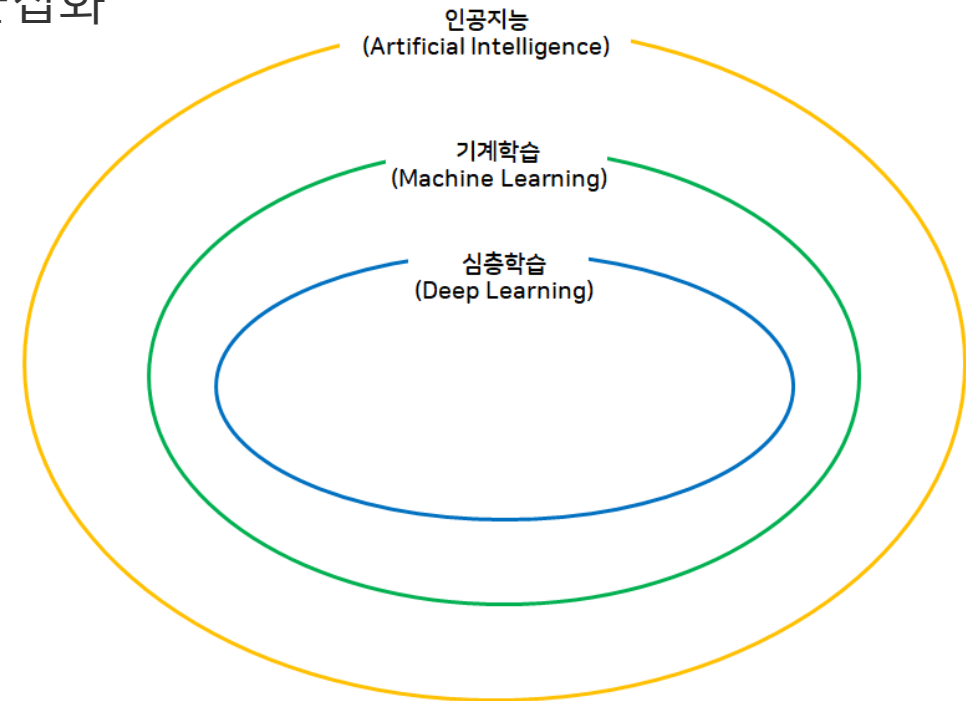 인공지능
(Artificial Intelligence)
기계학습
(Machine Learning)
심층학습
(Deep Learning)